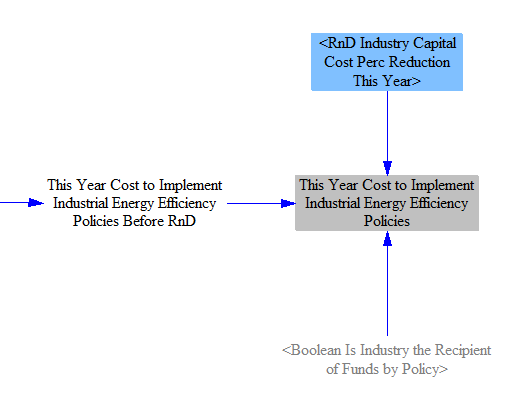 <RnD Industry Capital
Cost Perc Reduction
This Year>
This Year Cost to Implement
Industrial Energy Efficiency
Policies Before RnD
This Year Cost to Implement
Industrial Energy Efficiency
Policies
<Boolean Is Industry the Recipient
of Funds by Policy>